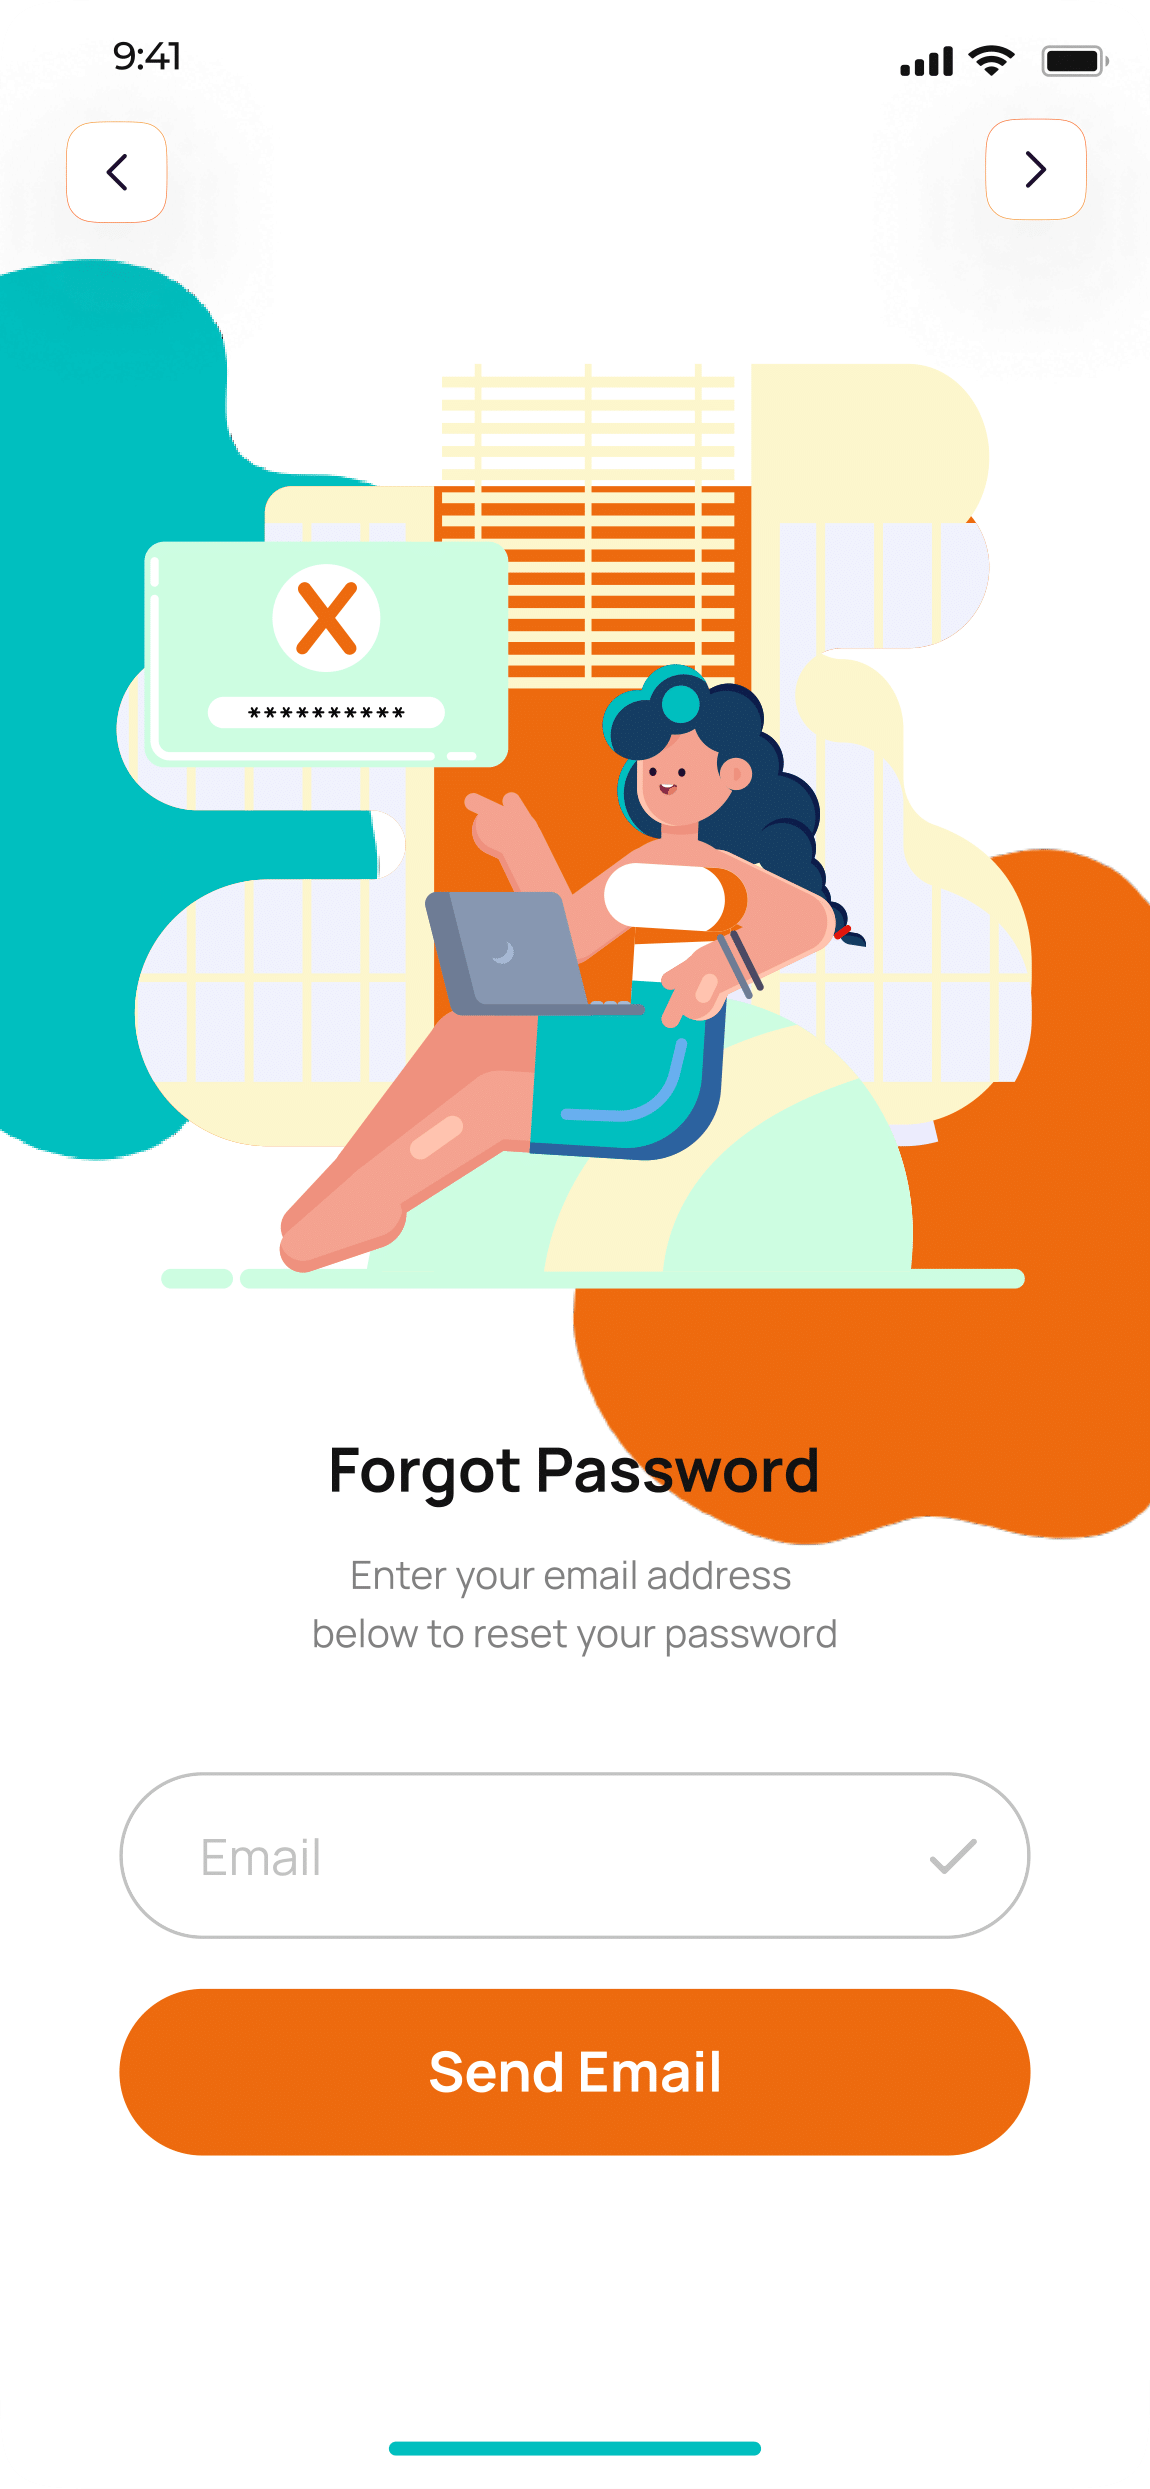 9:41
X
**********
Forgot Password
Enter your email address
below to reset your password
Email
Send Email